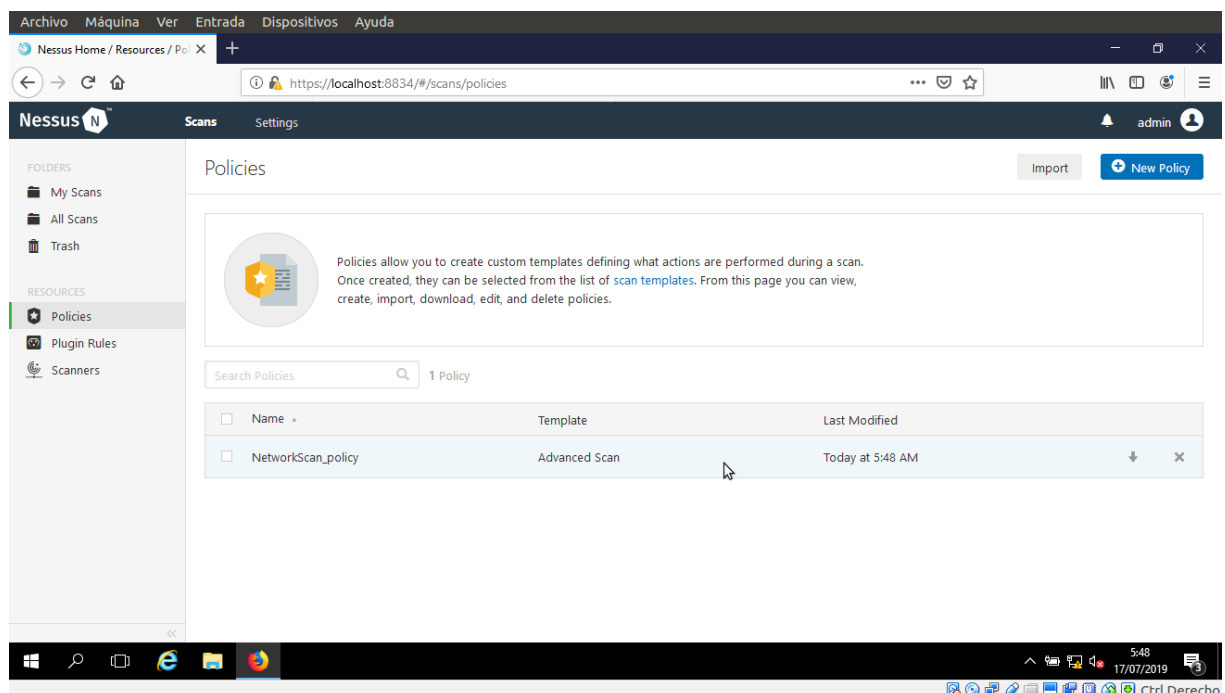 Archivo Máquina Ver Entrada Dispositivos Ayuda
Nessus Home / Resources / Pol
https://localhost:8834/#/scans/policies
Nessus N Scans Settings admin
FOLDERS
My Scans
All Scans
Trash
RESOURCES
Policies
Plugin Rules
Scanners
Policies Import New Policy
Policies allow you to create custom templates defining what actions are performed during a scan.
Once created, they can be selected from the list of scan templates. From this page you can view,
create, import, download, edit, and delete policies.
Search Policies 1 Policy
Name Template Last Modified
NetworkScan_policy Advanced Scan Today at 5:48 AM
5:48
17/07/2019
3
Ctrl Derecho